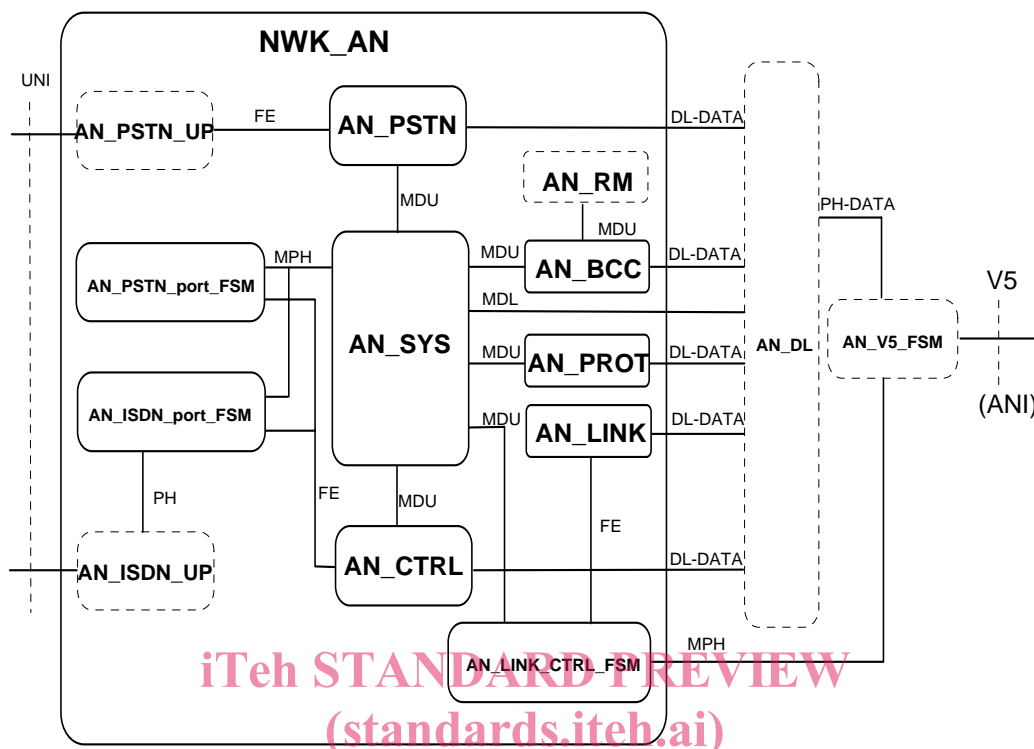 NWK_AN
UNI
AN_PSTN_UP
FE
AN_PSTN
DL-DATA
AN_RM
MDU
MDU
PH-DATA
AN_PSTN_port_FSM
MPH
MDU
AN_BCC
DL-DATA
V5
MDL
AN_SYS
AN_DL
AN_V5_FSM
MDU
AN_PROT
DL-DATA
(ANI)
AN_ISDN_port_FSM
MDU
AN_LINK
DL-DATA
PH
FE
MDU
FE
AN_ISDN_UP
AN_CTRL
DL-DATA
AN_LINK_CTRL_FSM
MPH
iTeh STANDARD PREVIEW
(standards.iteh.ai)